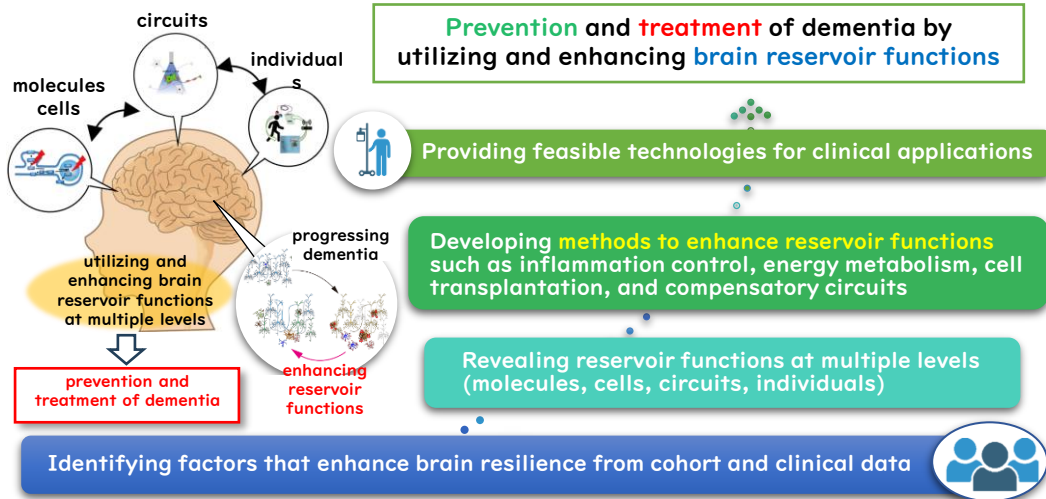 circuits
individual
s
molecules
cells
utilizing and
enhancing brain
reservoir functions
at multiple levels
prevention and
treatment of dementia
progressing
dementia
enhancing
reservoir
functions
Prevention and treatment of dementia by
utilizing and enhancing brain reservoir functions
Providing feasible technologies for clinical applications
Developing methods to enhance reservoir functions
such as inflammation control, energy metabolism, cell
transplantation, and compensatory circuits
Revealing reservoir functions at multiple levels
(molecules, cells, circuits, individuals)
Identifying factors that enhance brain resilience from cohort and clinical data